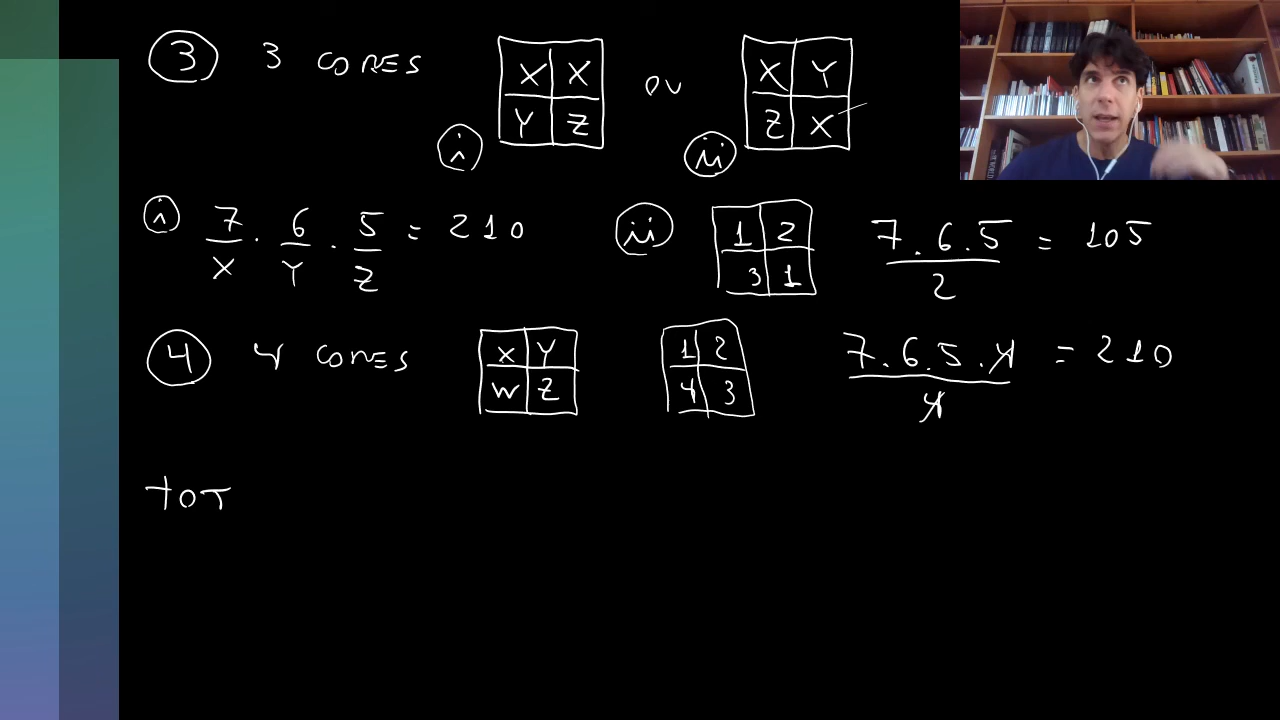 3 3 CORES X X Y Z OU X Y Z X
i ii
i 7/X . 6/Y . 5/Z = 210 ii 1 2 3 1 7.6.5/2 = 105
4 4 CORES X Y W Z 1 2 4 3 7.6.5.4/4 = 210
TOT